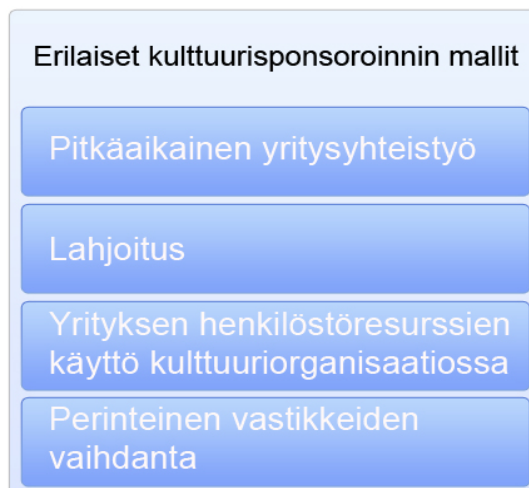 Erilaiset kulttuurisponsoroinnin mallit
Pitkäaikainen yritysyhteistyö
Lahjoitus
Yrityksen henkilöstöresurssien
käyttö kulttuuriorganisaatiossa
Perinteinen vastikkeiden
vaihdanta